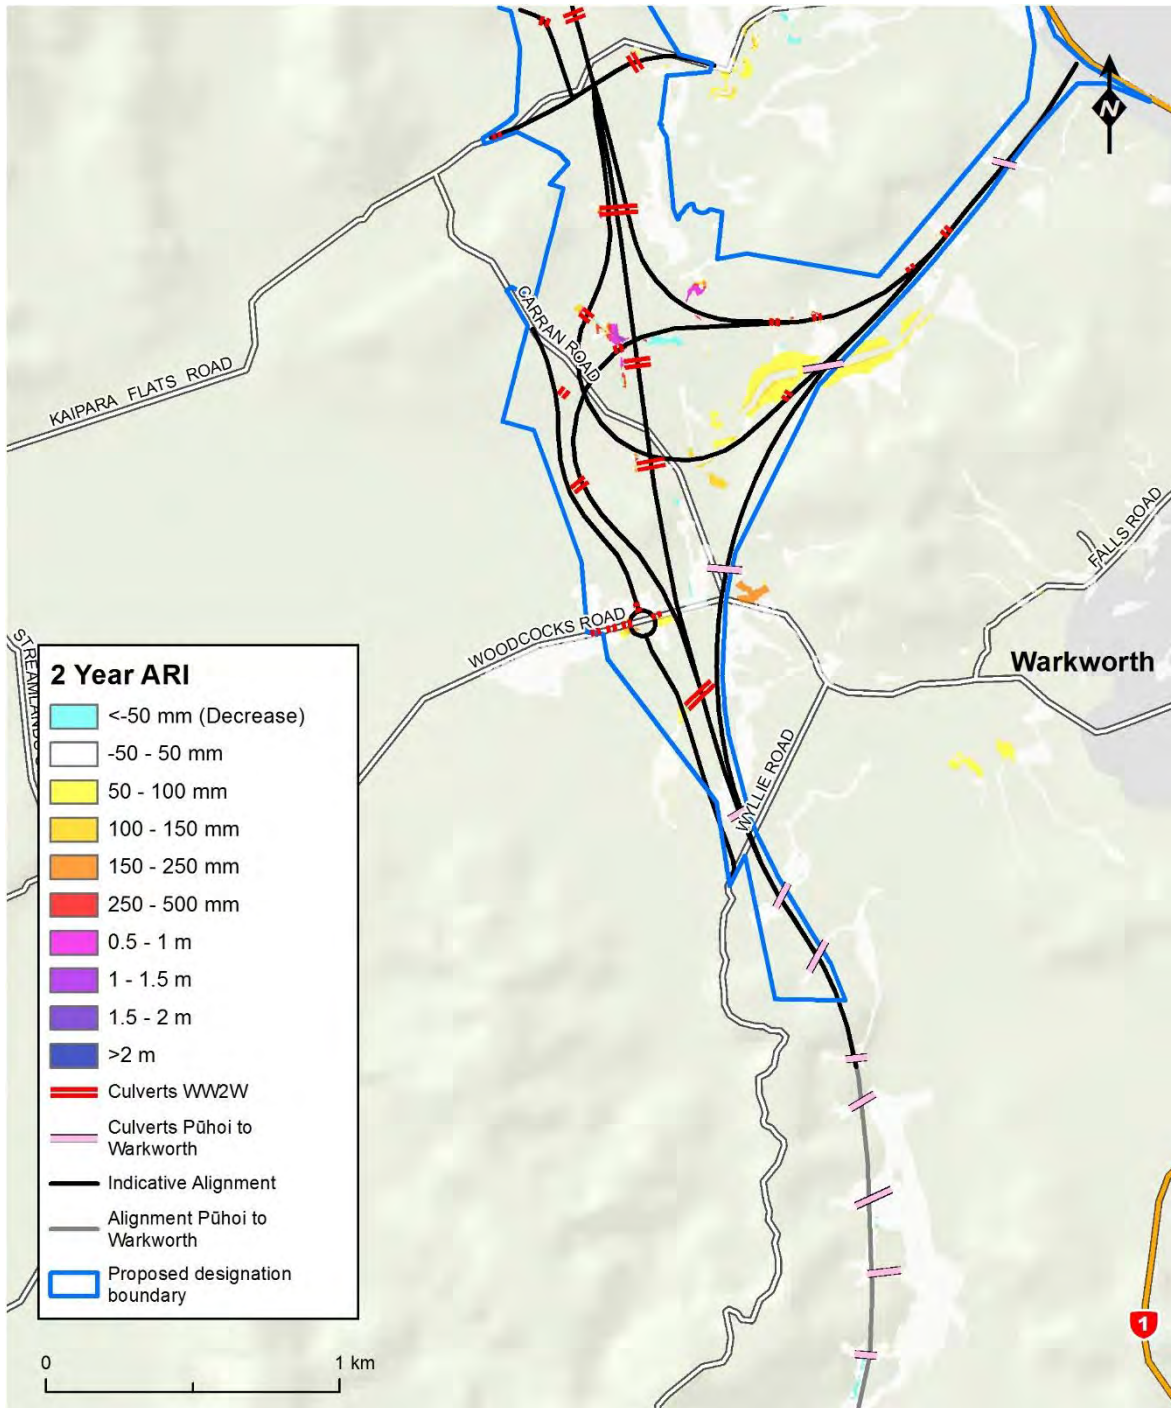 N
CARRAN ROAD
KAIPARA FLATS ROAD
FALLS ROAD
WOODCOCKS ROAD
Warkworth
WYLLIE ROAD
STREAMLANDS
2 Year ARI
<-50 mm (Decrease)
-50 - 50 mm
50 - 100 mm
100 - 150 mm
150 - 250 mm
250 - 500 mm
0.5 - 1 m
1 - 1.5 m
1.5 - 2 m
>2 m
Culverts WW2W
Culverts Pūhoi to
Warkworth
Indicative Alignment
Alignment Pūhoi to
Warkworth
Proposed designation
boundary
1
0 1 km